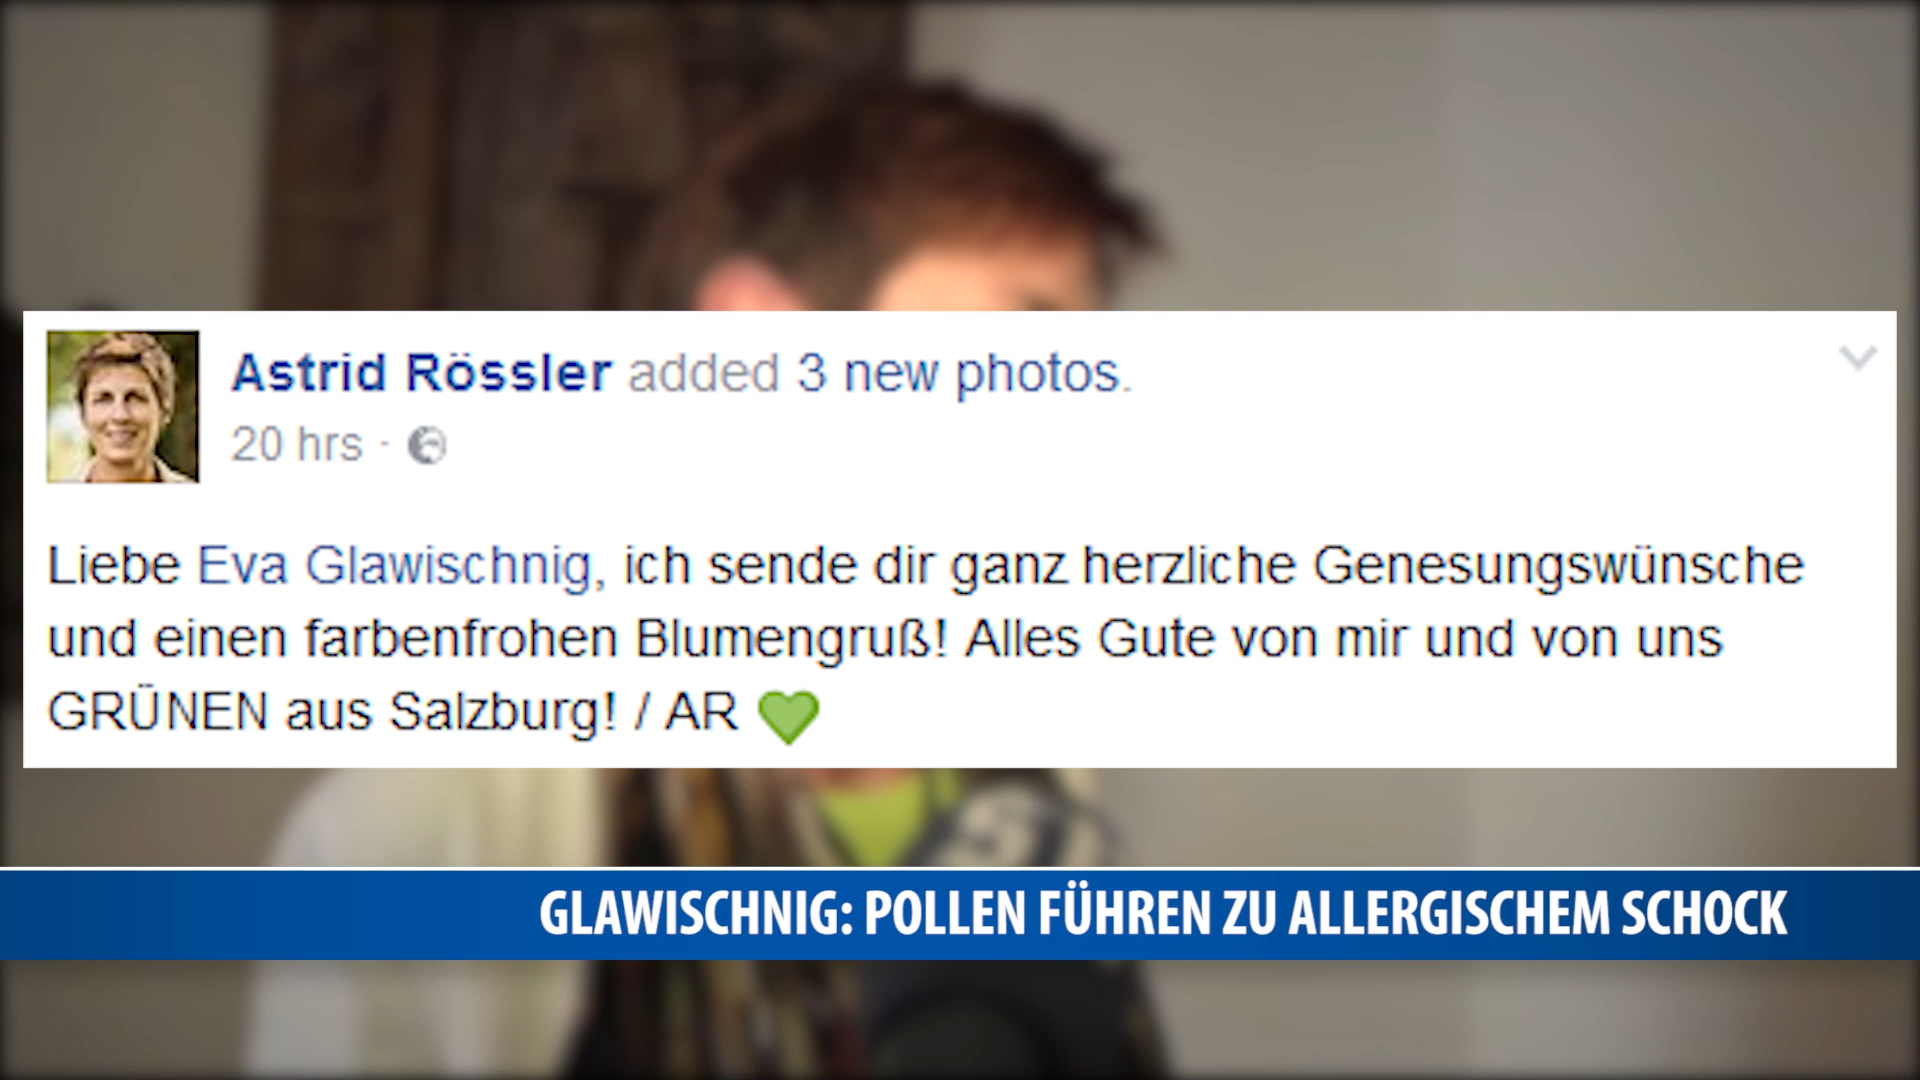 Astrid Rössler added 3 new photos.
20 hrs ·
Liebe Eva Glawischnig, ich sende dir ganz herzliche Genesungswünsche
und einen farbenfrohen Blumengruß! Alles Gute von mir und von uns
GRÜNEN aus Salzburg! / AR 💚
GLAWISCHNIG: POLLEN FÜHREN ZU ALLERGISCHEM SCHOCK